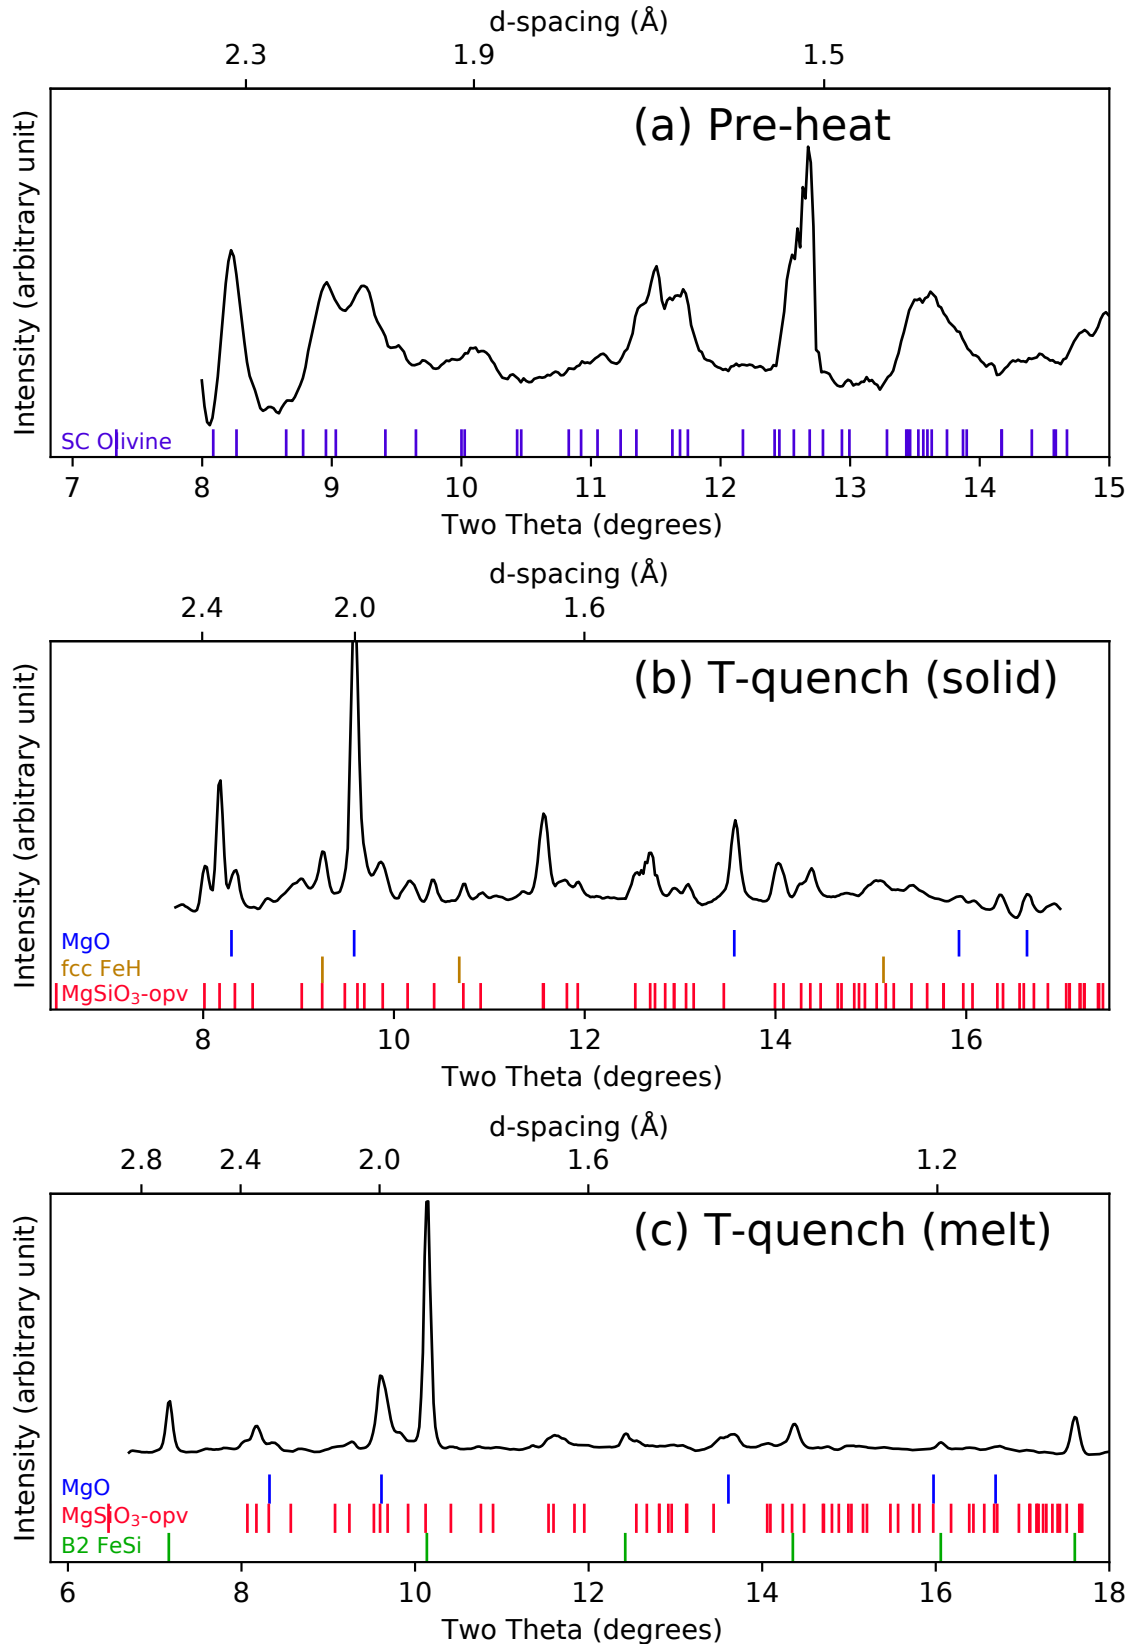 d-spacing (Å)
2.3 1.9 1.5
(a) Pre-heat
Intensity (arbitrary unit)
SC Olivine
7 8 9 10 11 12 13 14 15
Two Theta (degrees)
d-spacing (Å)
2.4 2.0 1.6
(b) T-quench (solid)
Intensity (arbitrary unit)
MgO
fcc FeH
MgSiO₃-opv
8 10 12 14 16
Two Theta (degrees)
d-spacing (Å)
2.8 2.4 2.0 1.6 1.2
(c) T-quench (melt)
Intensity (arbitrary unit)
MgO
MgSiO₃-opv
B2 FeSi
6 8 10 12 14 16 18
Two Theta (degrees)